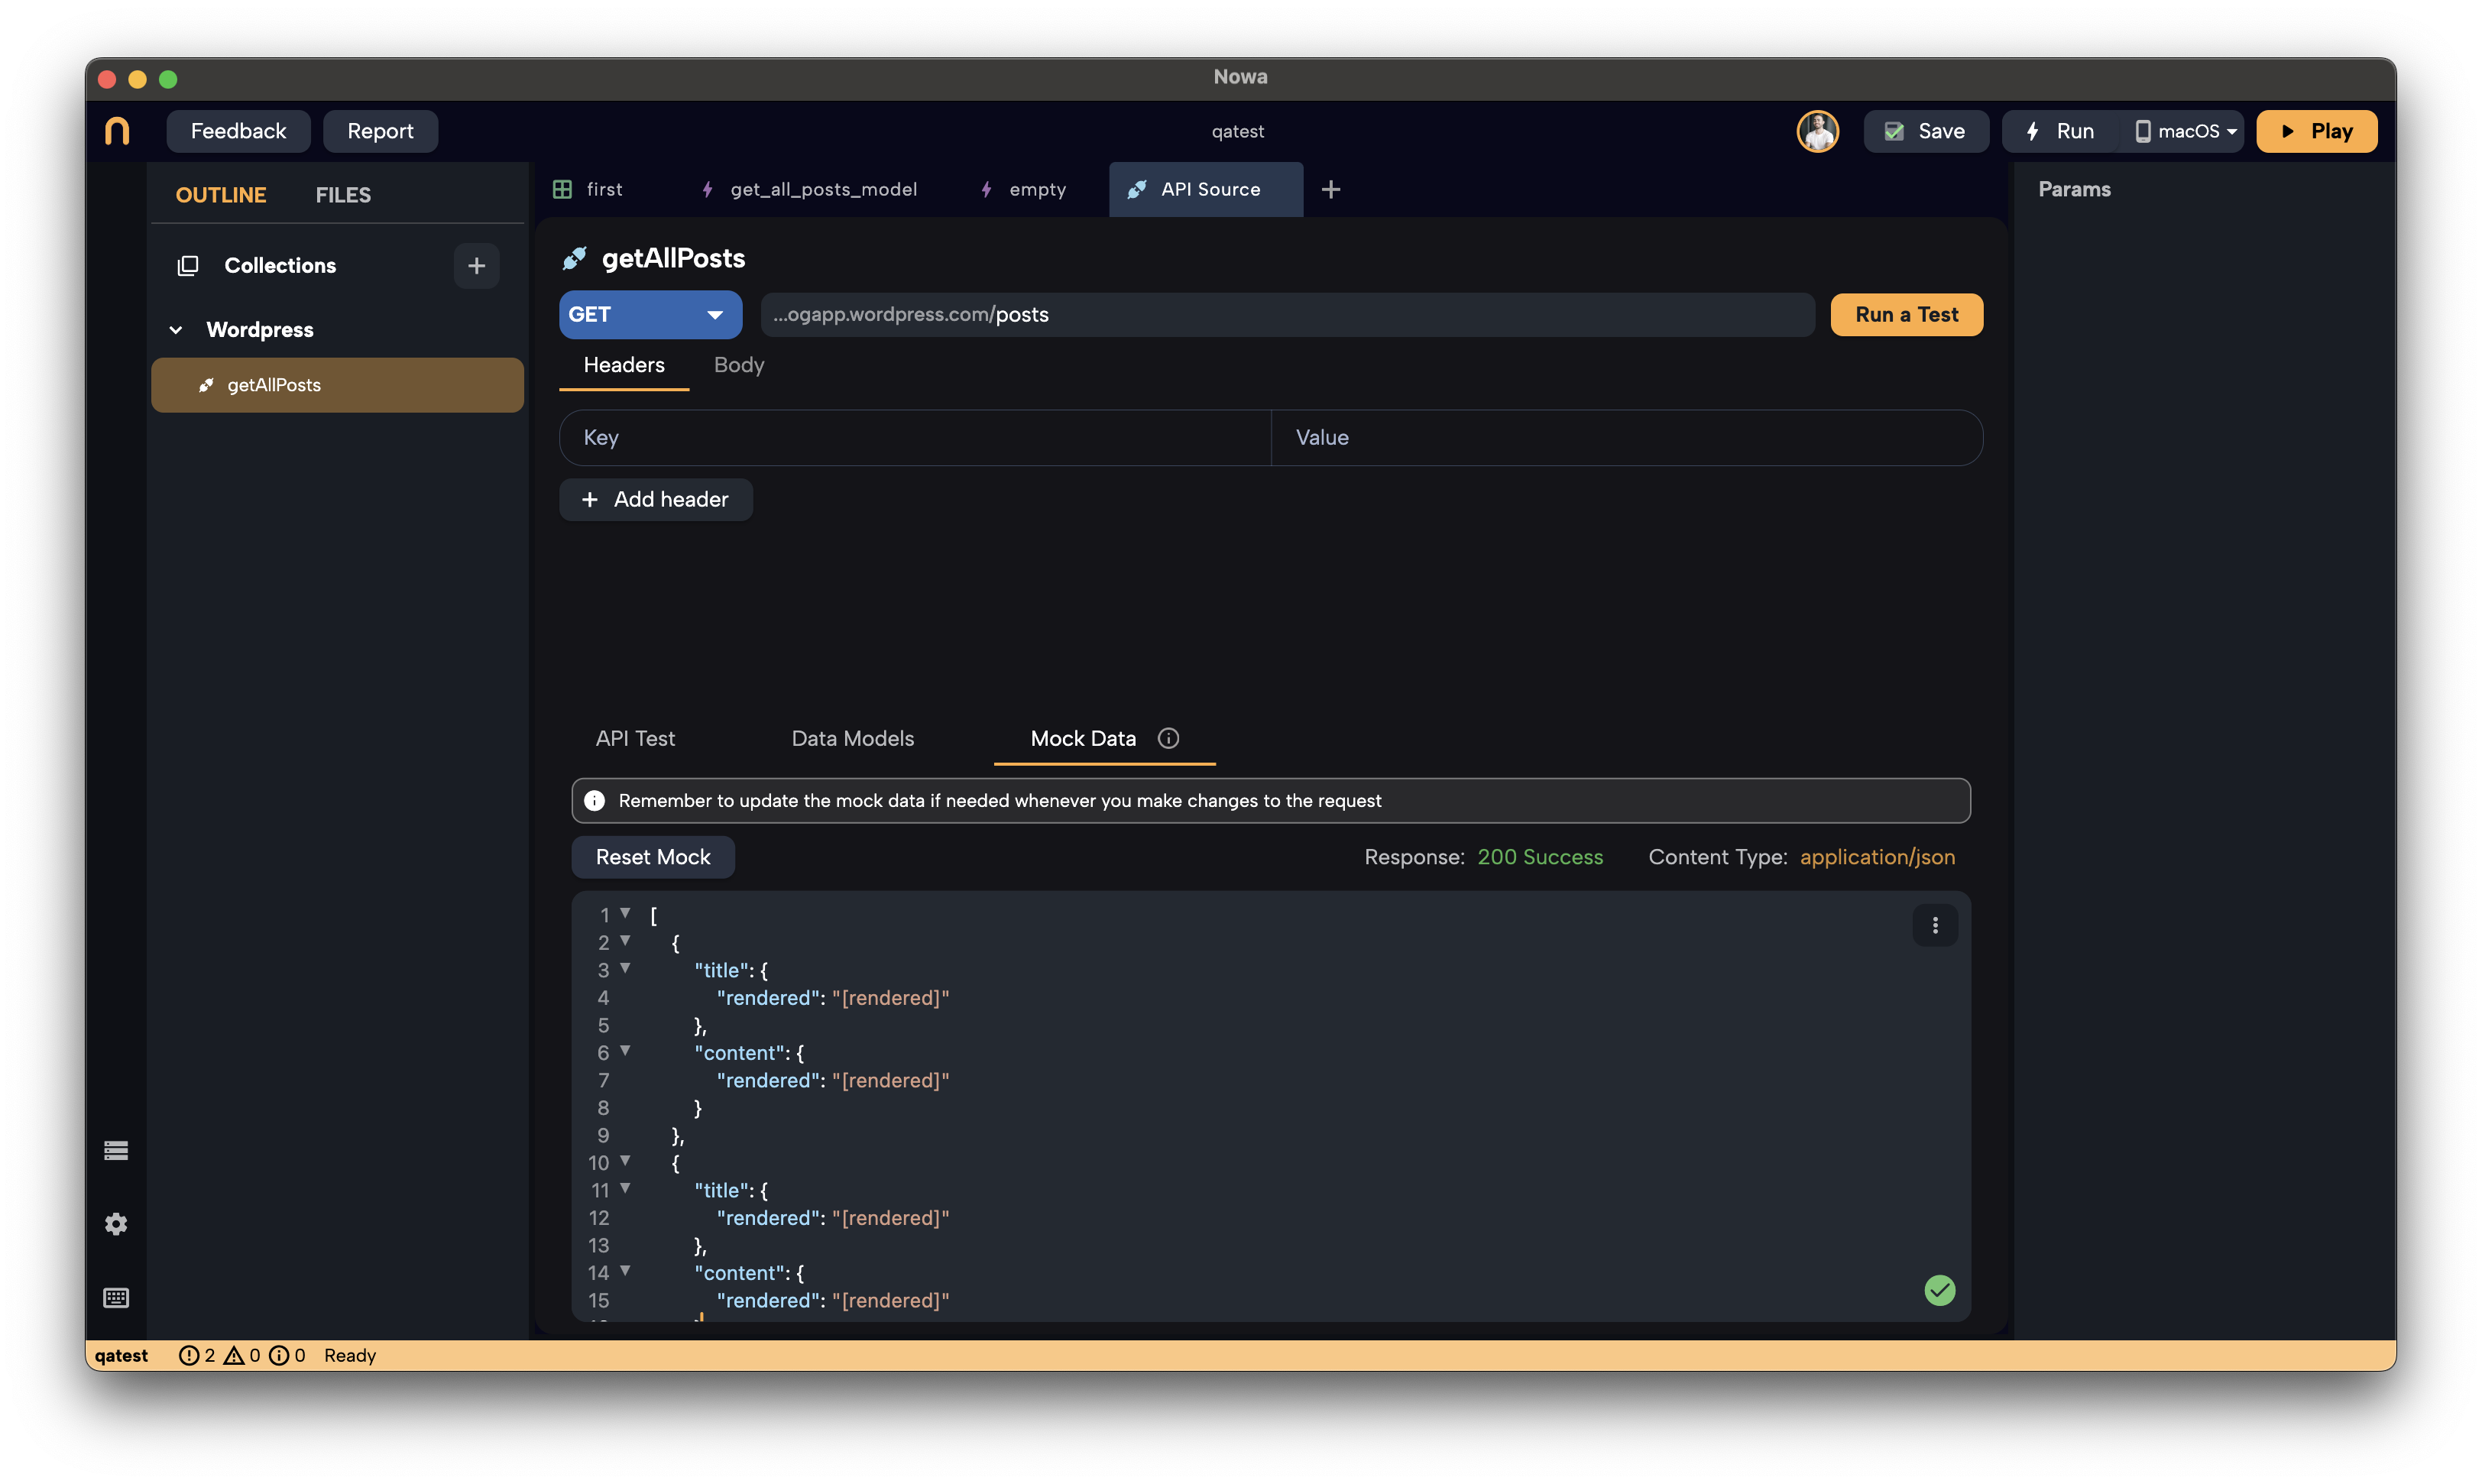 Nowa
Feedback
Report
qatest
Save
Run
macOS
Play
OUTLINE
FILES
first
get_all_posts_model
empty
API Source
Params
Collections
Wordpress
getAllPosts
getAllPosts
GET
...ogapp.wordpress.com/posts
Run a Test
Headers
Body
Key
Value
+ Add header
API Test
Data Models
Mock Data
Remember to update the mock data if needed whenever you make changes to the request
Reset Mock
Response: 200 Success
Content Type: application/json
1 [
2 {
3 "title": {
4 "rendered": "[rendered]"
5 },
6 "content": {
7 "rendered": "[rendered]"
8 }
9 },
10 {
11 "title": {
12 "rendered": "[rendered]"
13 },
14 "content": {
15 "rendered": "[rendered]"
qatest
2
0
0
Ready